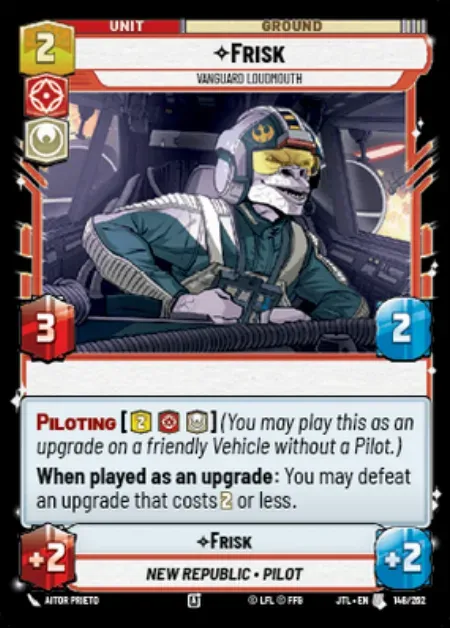 UNIT
GROUND
2
✧FRISK
VANGUARD LOUDMOUTH
3
2
PILOTING [2] (You may play this as an
upgrade on a friendly Vehicle without a Pilot.)
When played as an upgrade: You may defeat
an upgrade that costs 2 or less.
✧FRISK
+2
+2
NEW REPUBLIC • PILOT
AITOR PRIETO
A
© LFL © FFG
JTL • EN
146/262